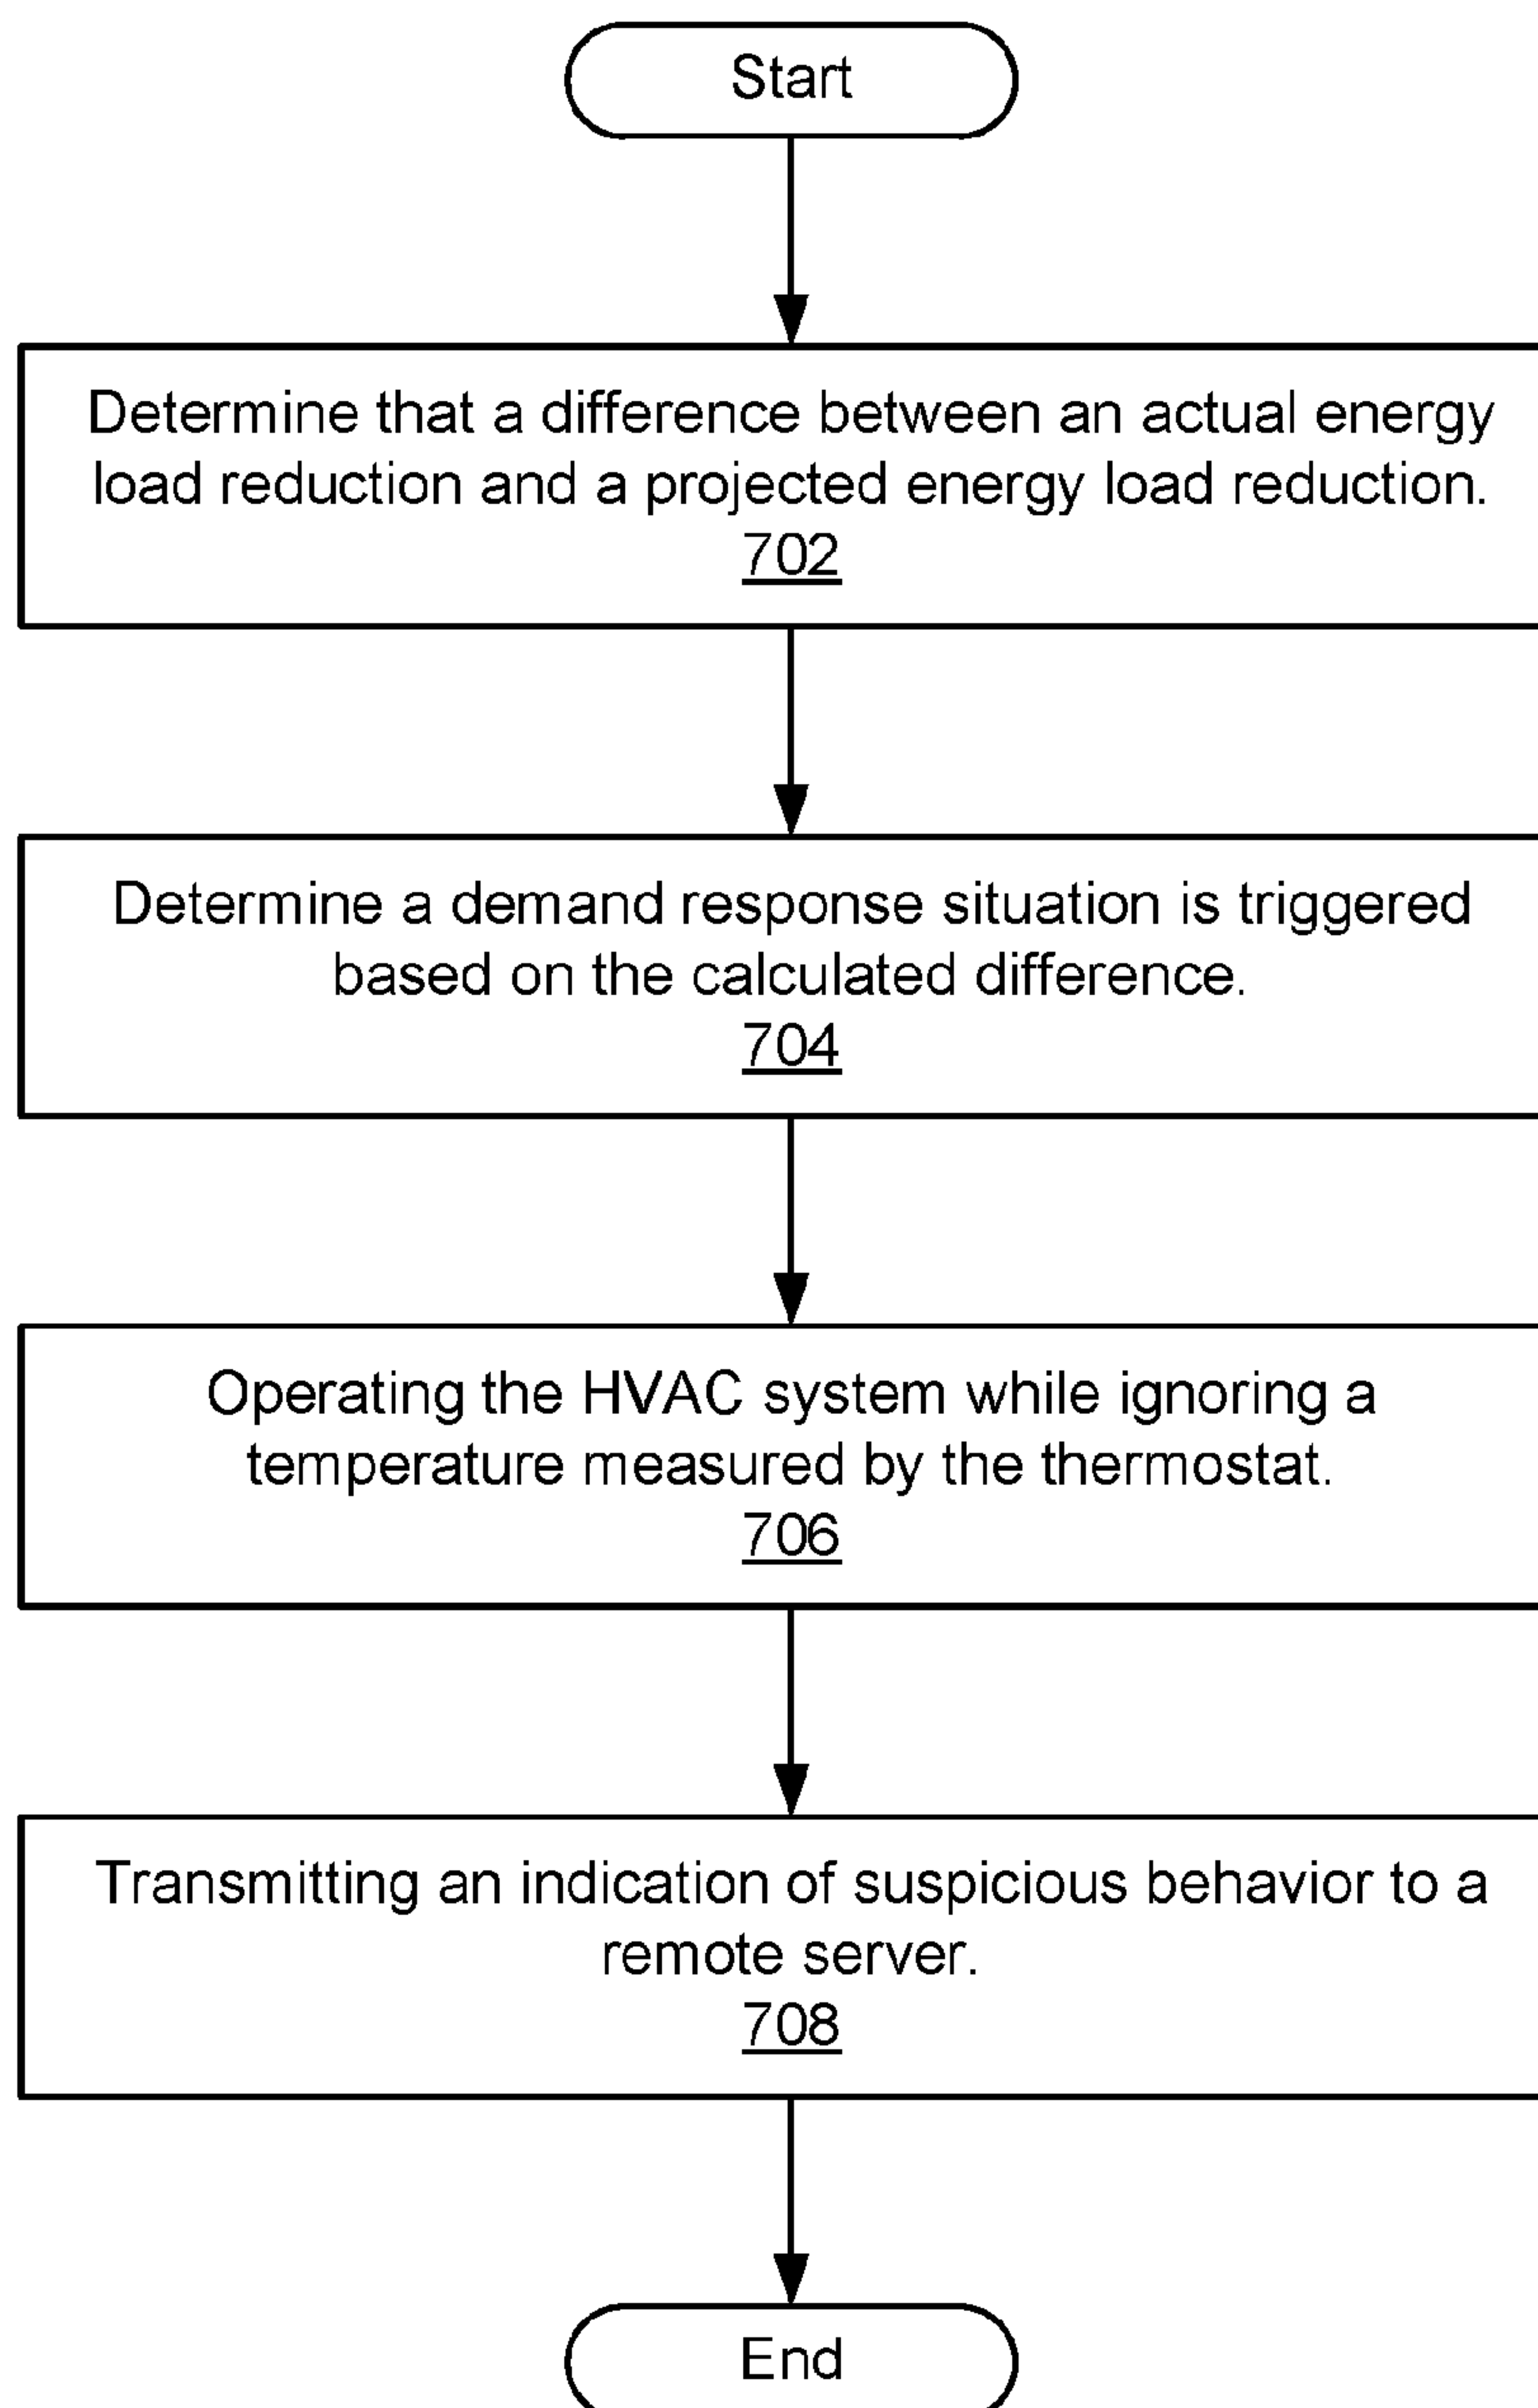 Start
Determine that a difference between an actual energy
load reduction and a projected energy load reduction.
702
Determine a demand response situation is triggered
based on the calculated difference.
704
Operating the HVAC system while ignoring a
temperature measured by the thermostat.
706
Transmitting an indication of suspicious behavior to a
remote server.
708
End